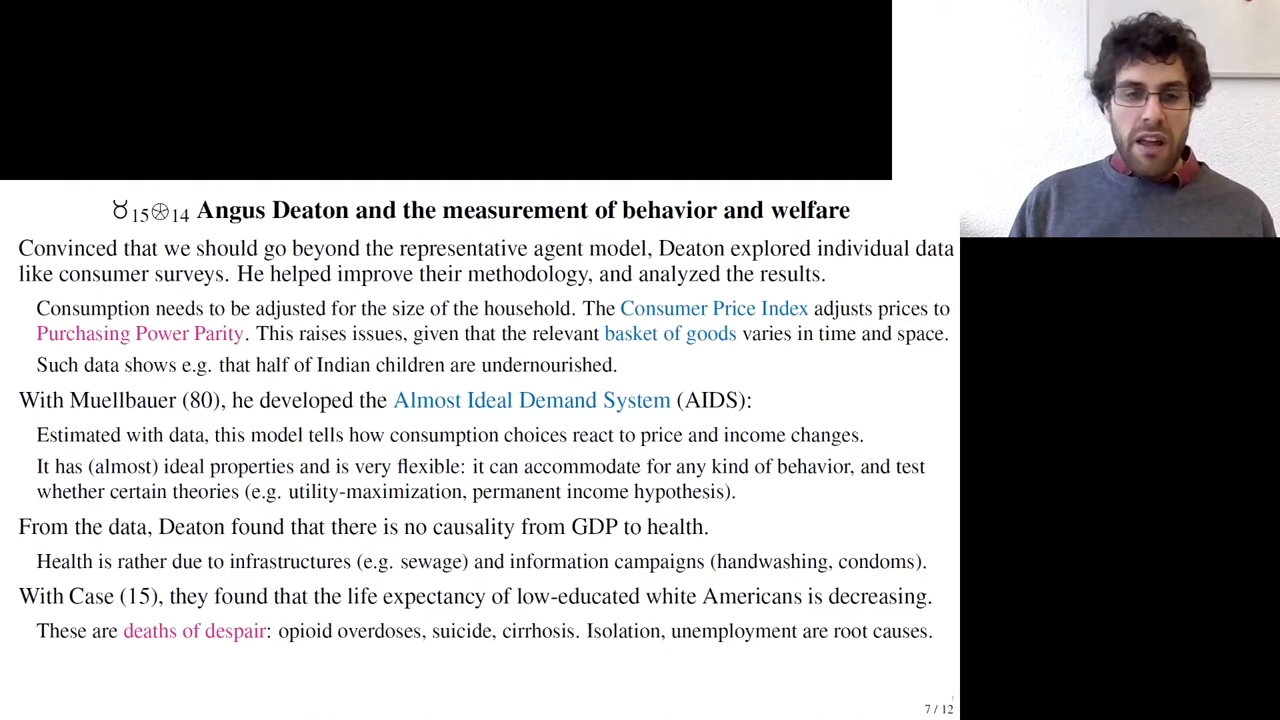 ♉15⊛14 Angus Deaton and the measurement of behavior and welfare
Convinced that we should go beyond the representative agent model, Deaton explored individual data
like consumer surveys. He helped improve their methodology, and analyzed the results.
Consumption needs to be adjusted for the size of the household. The Consumer Price Index adjusts prices to
Purchasing Power Parity. This raises issues, given that the relevant basket of goods varies in time and space.
Such data shows e.g. that half of Indian children are undernourished.
With Muellbauer (80), he developed the Almost Ideal Demand System (AIDS):
Estimated with data, this model tells how consumption choices react to price and income changes.
It has (almost) ideal properties and is very flexible: it can accommodate for any kind of behavior, and test
whether certain theories (e.g. utility-maximization, permanent income hypothesis).
From the data, Deaton found that there is no causality from GDP to health.
Health is rather due to infrastructures (e.g. sewage) and information campaigns (handwashing, condoms).
With Case (15), they found that the life expectancy of low-educated white Americans is decreasing.
These are deaths of despair: opioid overdoses, suicide, cirrhosis. Isolation, unemployment are root causes.
7 / 12